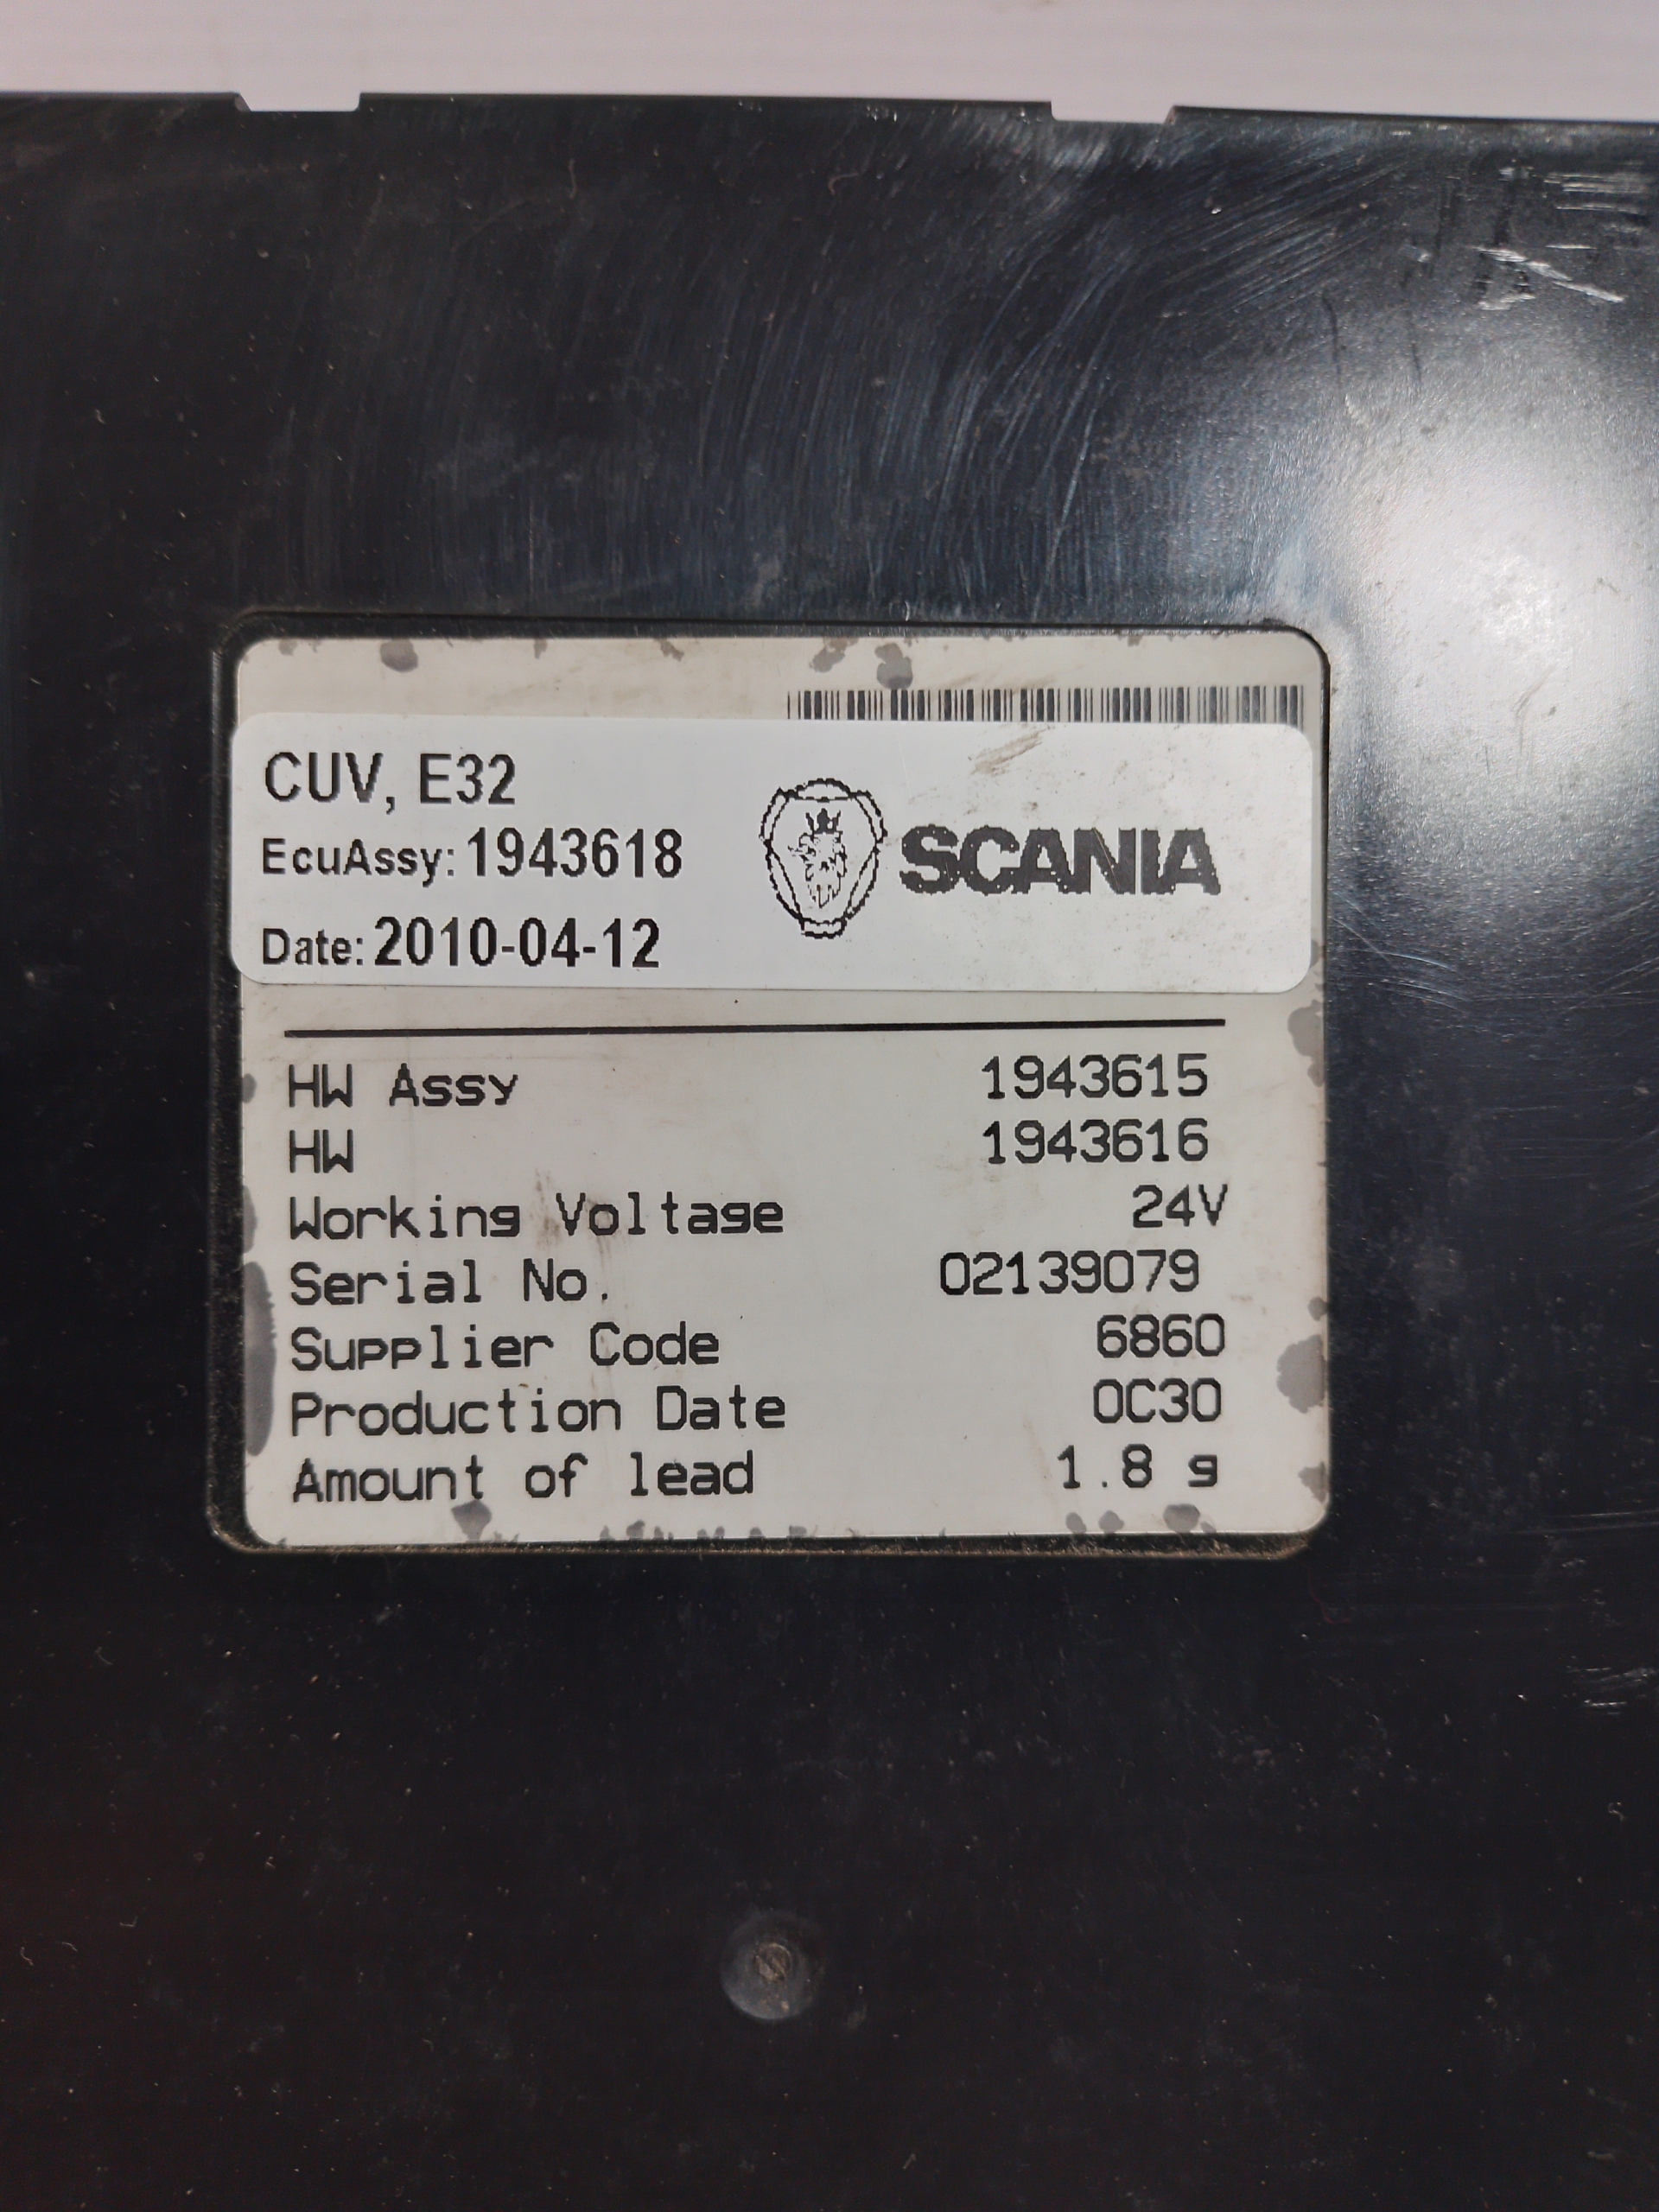 CUV, E32
EcuAssy: 1943618
SCANIA
Date: 2010-04-12
HW Assy 1943615
HW 1943616
Working Voltage 24V
Serial No. 02139079
Supplier Code 6860
Production Date 0C30
Amount of lead 1.8 g